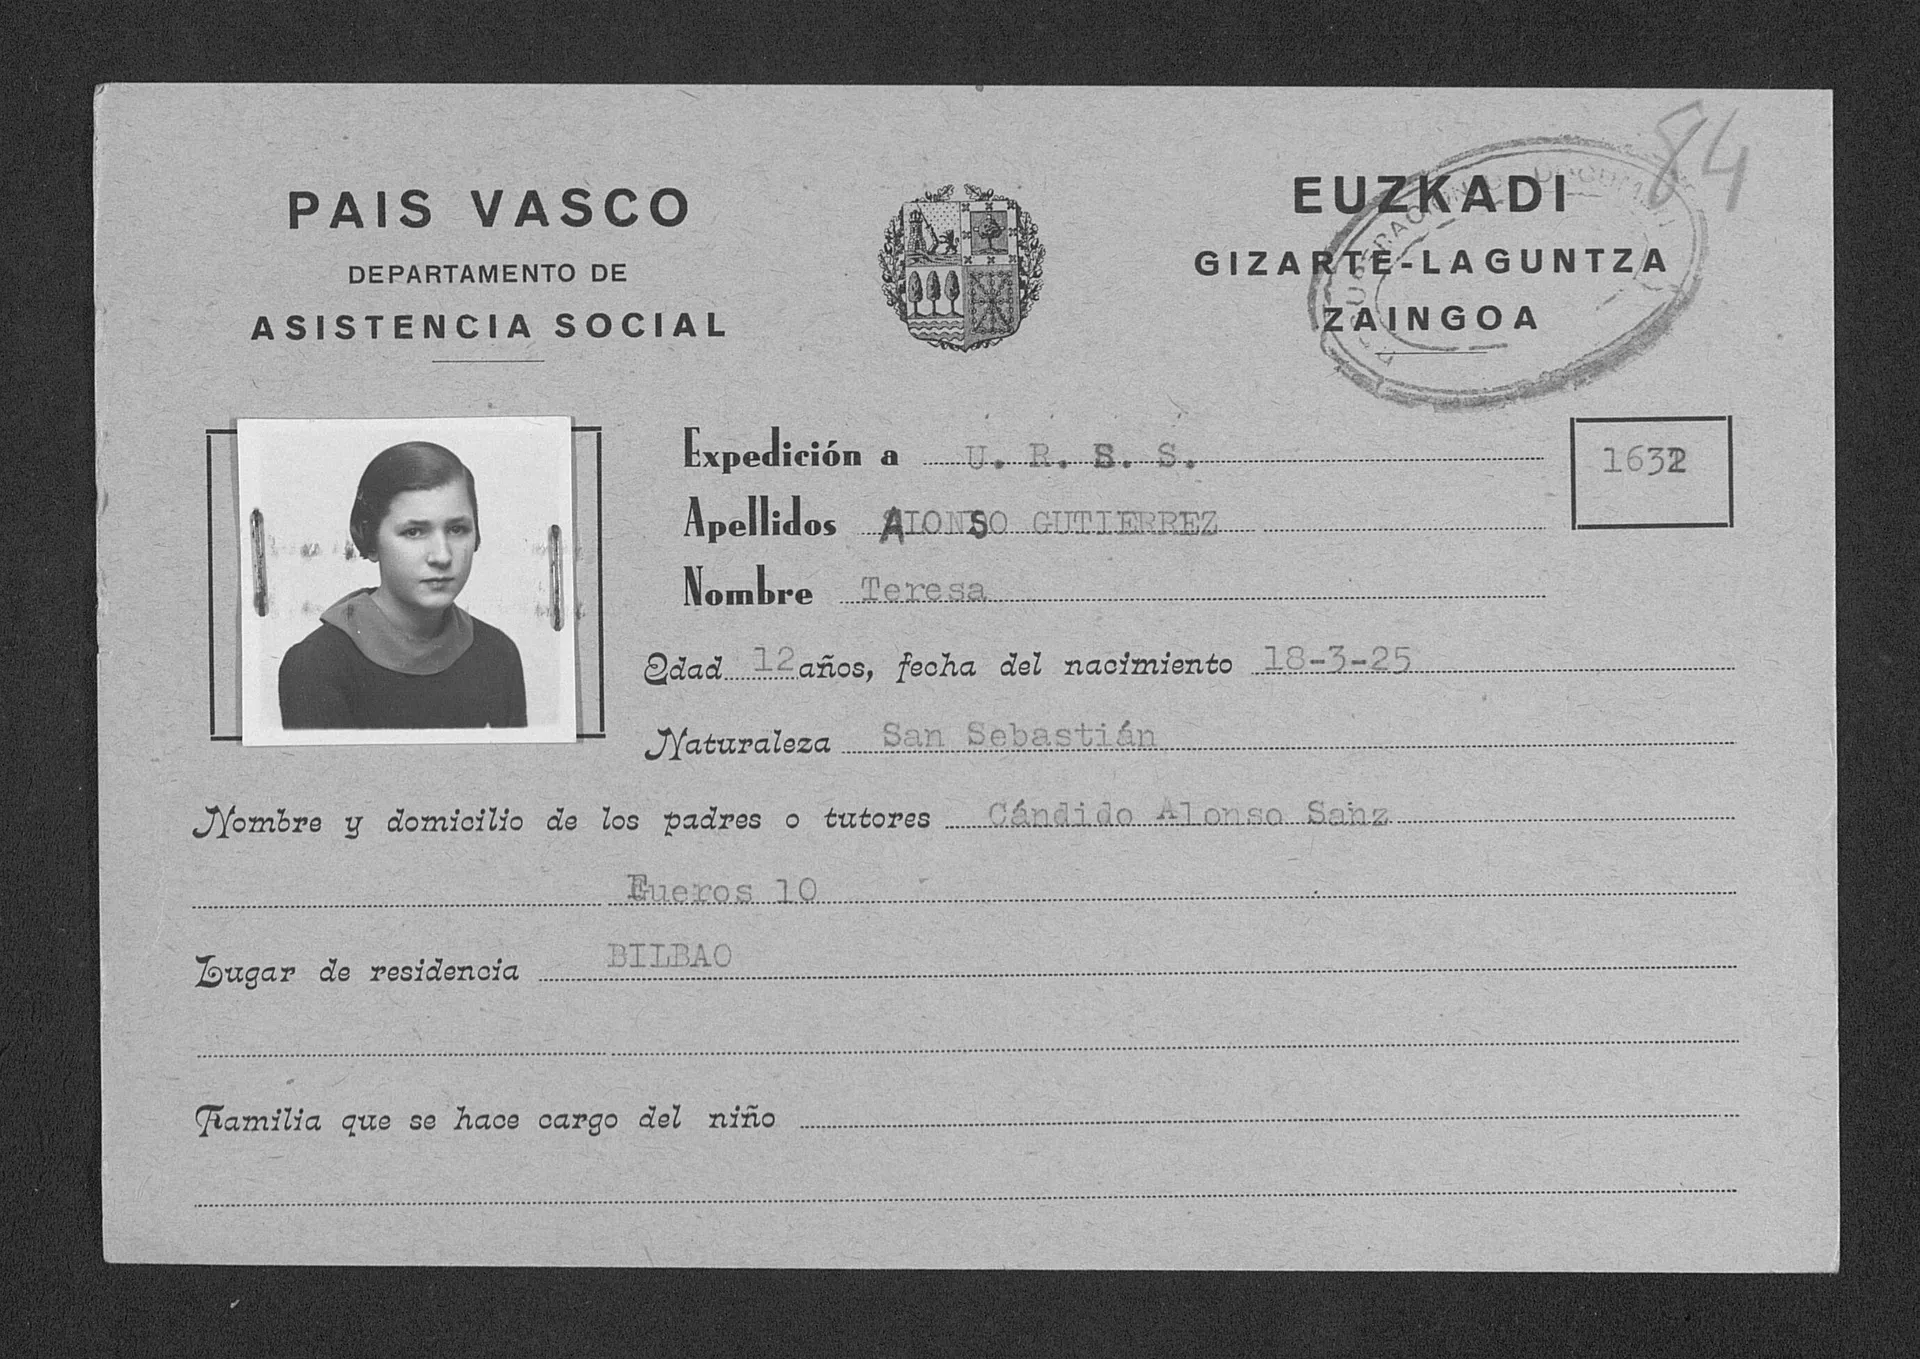 PAIS VASCO
DEPARTAMENTO DE
ASISTENCIA SOCIAL
EUZKADI
GIZARTE-LAGUNTZA
ZAINGOA
84
Expedición a U. R. S. S.
1632
Apellidos ALONSO GUTIERREZ
Nombre Teresa
Edad 12 años, fecha del nacimiento 18-3-25
Naturaleza San Sebastián
Nombre y domicilio de los padres o tutores Cándido Alonso Sanz
Fueros 10
Lugar de residencia BILBAO
Familia que se hace cargo del niño